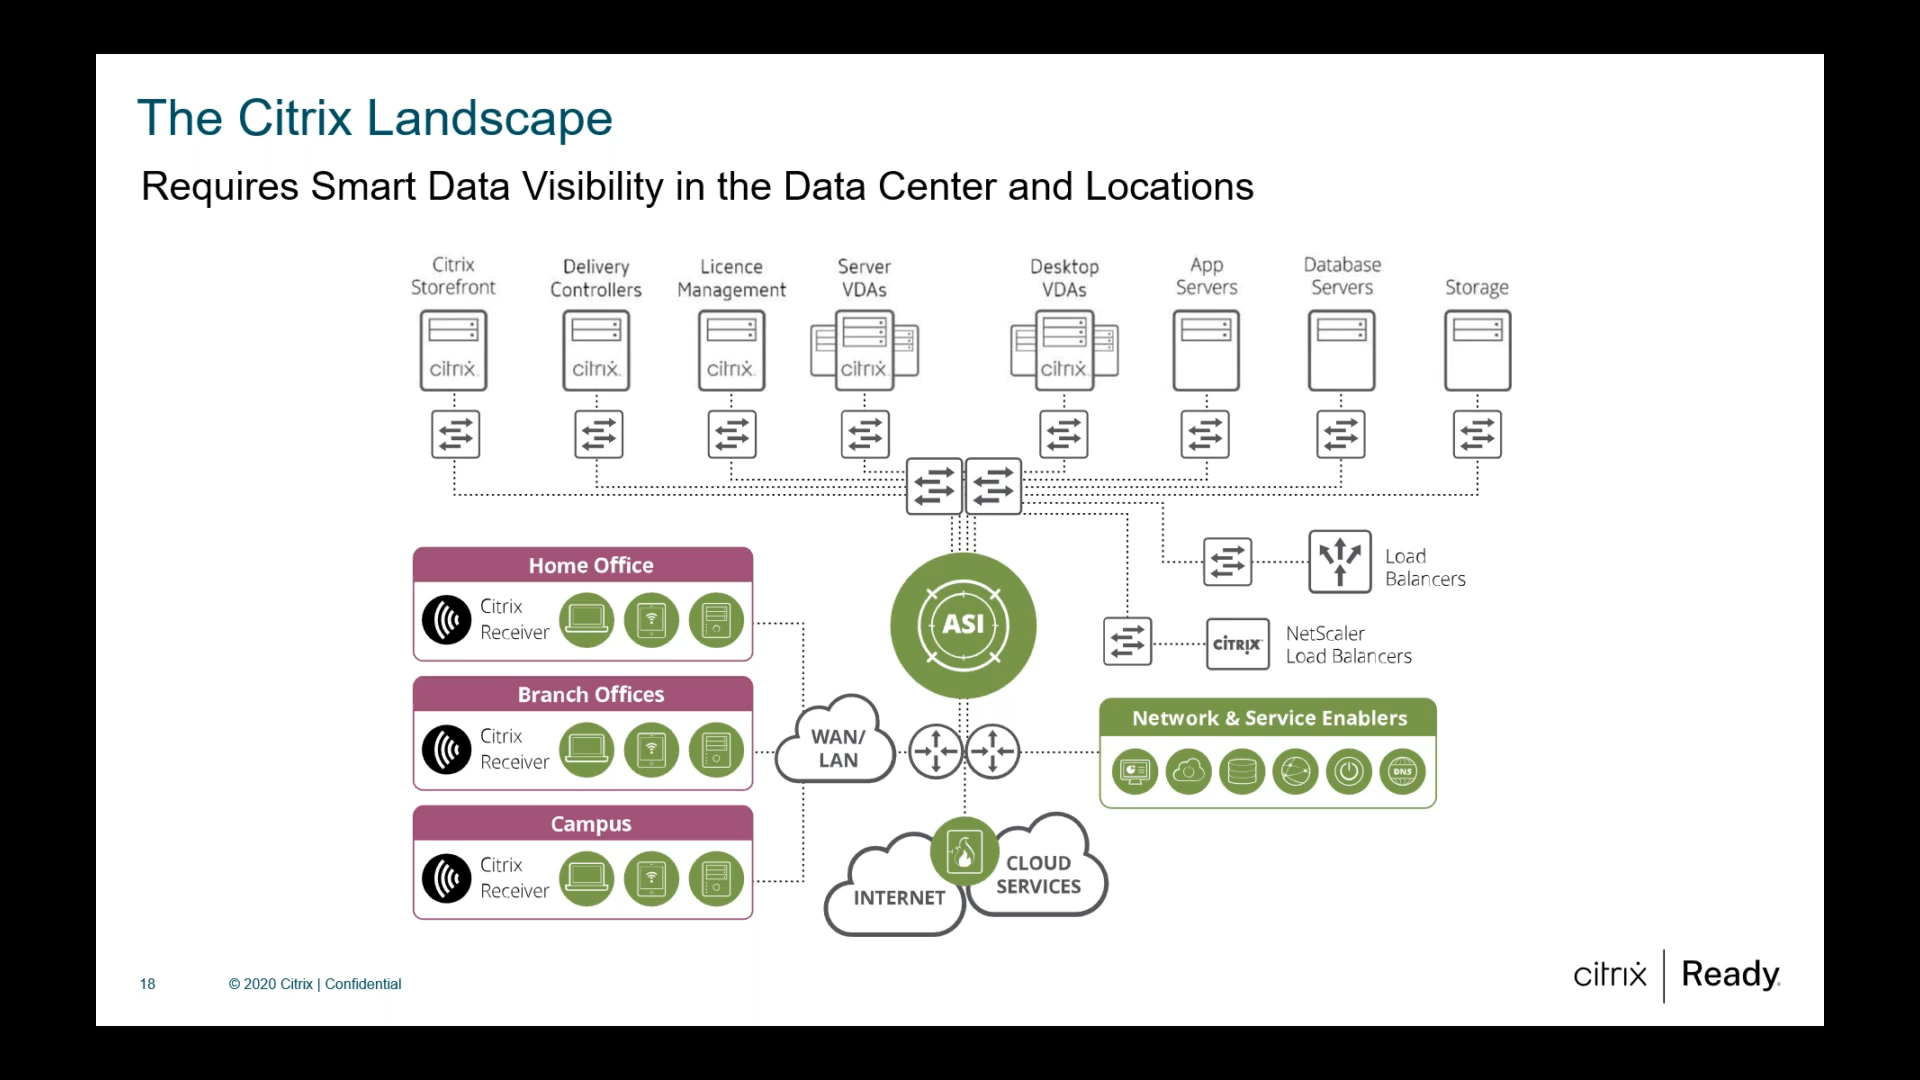 The Citrix Landscape
Requires Smart Data Visibility in the Data Center and Locations
Citrix
Storefront
Delivery
Controllers
Licence
Management
Server
VDAs
Desktop
VDAs
App
Servers
Database
Servers
Storage
citrix.
citrix.
citrix.
citrix.
citrix.
Home Office
Citrix
Receiver
Branch Offices
Citrix
Receiver
Campus
Citrix
Receiver
ASI
WAN/
LAN
Load
Balancers
CITRIX
NetScaler
Load Balancers
Network & Service Enablers
DNS
INTERNET
CLOUD
SERVICES
18
© 2020 Citrix | Confidential
citrix | Ready